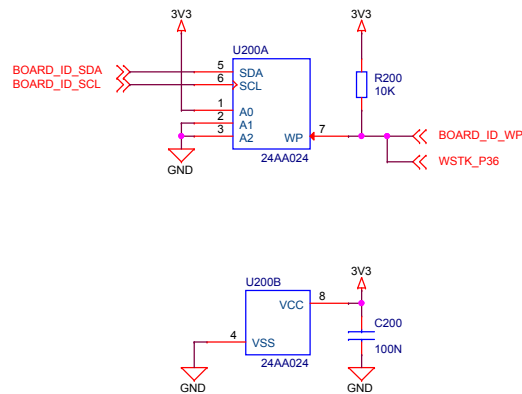 3V3
3V3
U200A
BOARD_ID_SDA
5
SDA
BOARD_ID_SCL
6
SCL
R200
10K
1
A0
2
A1
3
A2
WP
7
BOARD_ID_WP
24AA024
WSTK_P36
GND
3V3
U200B
VCC
8
C200
4
VSS
100N
24AA024
GND
GND